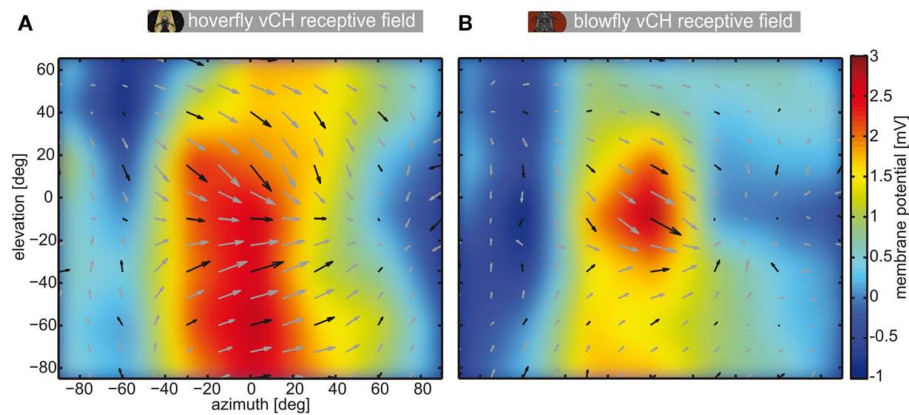 A hoverfly vCH receptive field
B blowfly vCH receptive field
elevation [deg]
60
40
20
0
−20
−40
−60
−80
−80 −60 −40 −20 0 20 40 60 80
azimuth [deg]
3
2.5
2
1.5
1
0.5
0
-0.5
-1
membrane potential [mV]